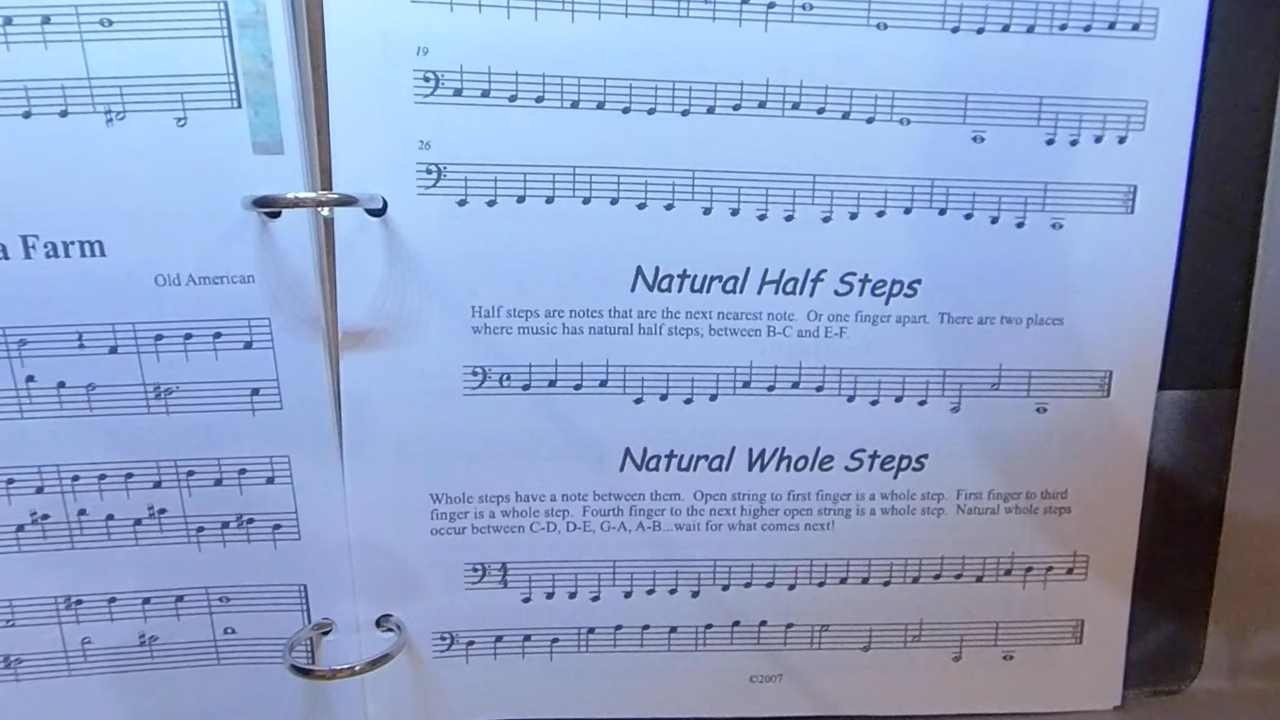 a Farm
Old American
19
26
Natural Half Steps
Half steps are notes that are the next nearest note. Or one finger apart. There are two places
where music has natural half steps; between B-C and E-F.
Natural Whole Steps
Whole steps have a note between them. Open string to first finger is a whole step. First finger to third
finger is a whole step. Fourth finger to the next higher open string is a whole step. Natural whole steps
occur between C-D, D-E, G-A, A-B...wait for what comes next!
©2007